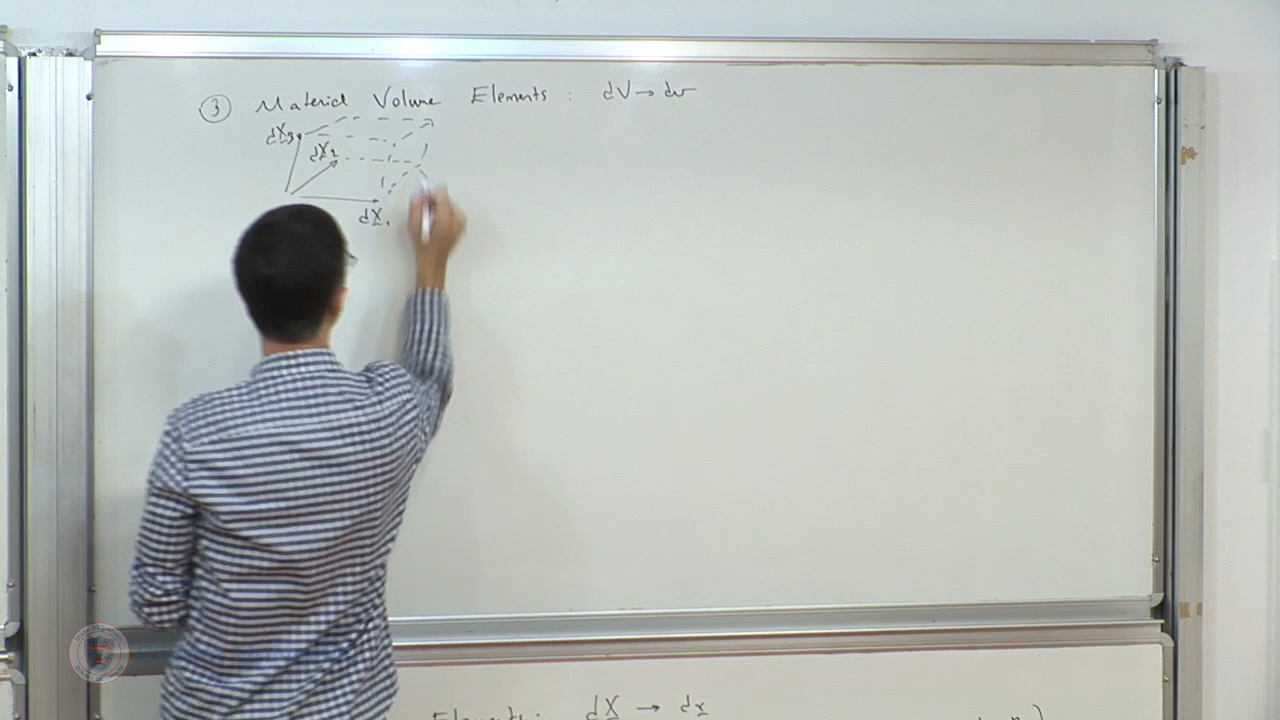 ③ Material Volume Elements : dV → dv
dX₃
dX₂
dX₁
Elements : dX → dx